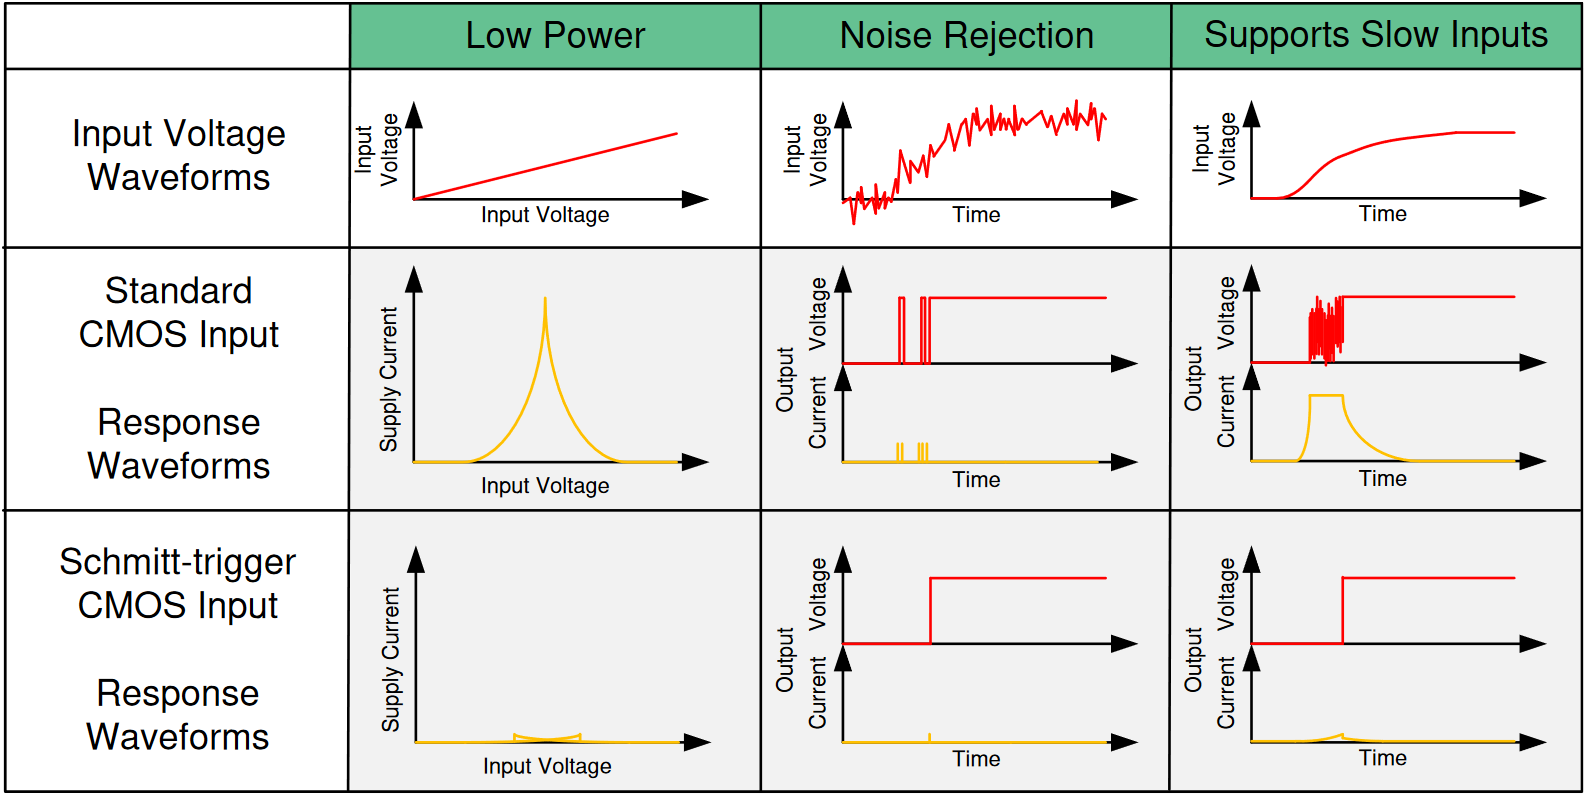 Low Power
Noise Rejection
Supports Slow Inputs
Input Voltage
Waveforms
Input
Voltage
Input Voltage
Input
Voltage
Time
Input
Voltage
Time
Standard
CMOS Input
Response
Waveforms
Supply Current
Input Voltage
Output
Voltage
Current
Time
Output
Voltage
Current
Time
Schmitt-trigger
CMOS Input
Response
Waveforms
Supply Current
Input Voltage
Output
Voltage
Current
Time
Output
Voltage
Current
Time